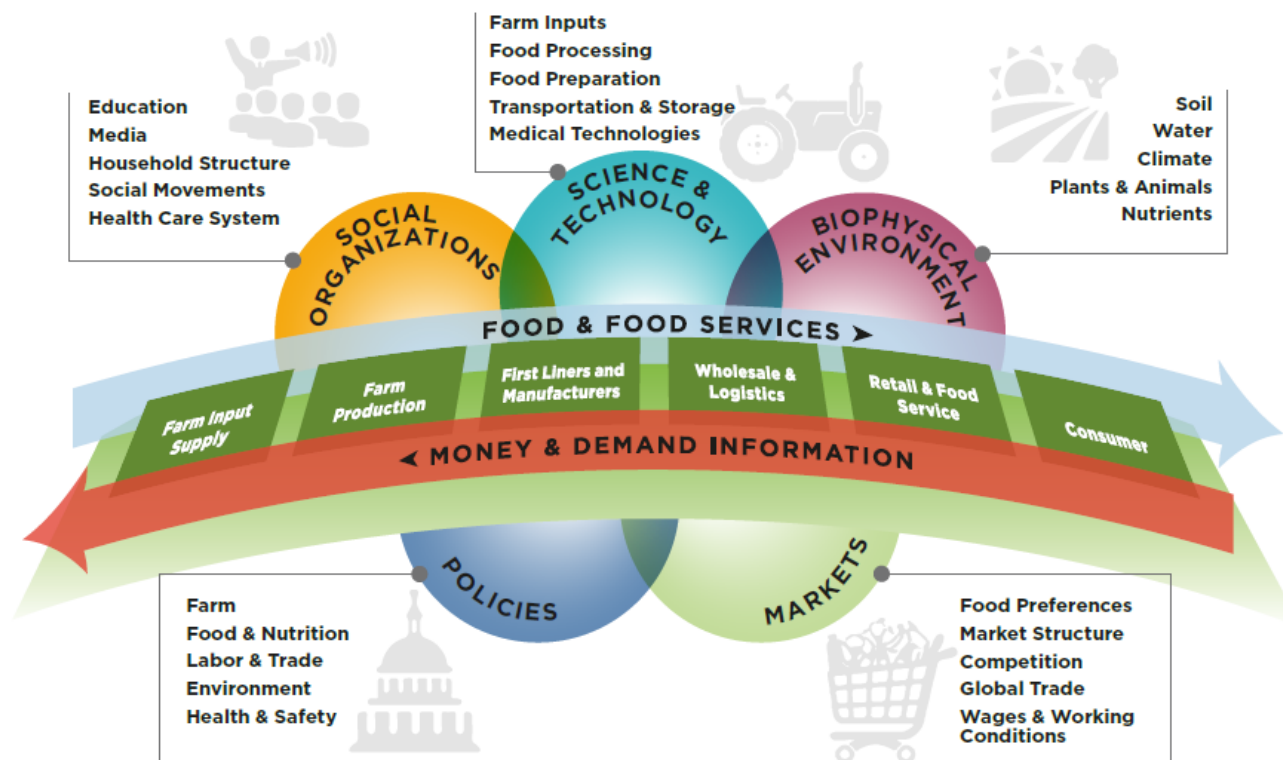 Farm Inputs
Food Processing
Food Preparation
Transportation & Storage
Medical Technologies
Education
Media
Household Structure
Social Movements
Health Care System
Soil
Water
Climate
Plants & Animals
Nutrients
SOCIAL
ORGANIZATIONS
SCIENCE &
TECHNOLOGY
BIOPHYSICAL
ENVIRONMENT
FOOD & FOOD SERVICES ➤
Farm Input
Supply
Farm
Production
First Liners and
Manufacturers
Wholesale &
Logistics
Retail & Food
Service
Consumer
◄ MONEY & DEMAND INFORMATION
POLICIES
MARKETS
Farm
Food & Nutrition
Labor & Trade
Environment
Health & Safety
Food Preferences
Market Structure
Competition
Global Trade
Wages & Working
Conditions